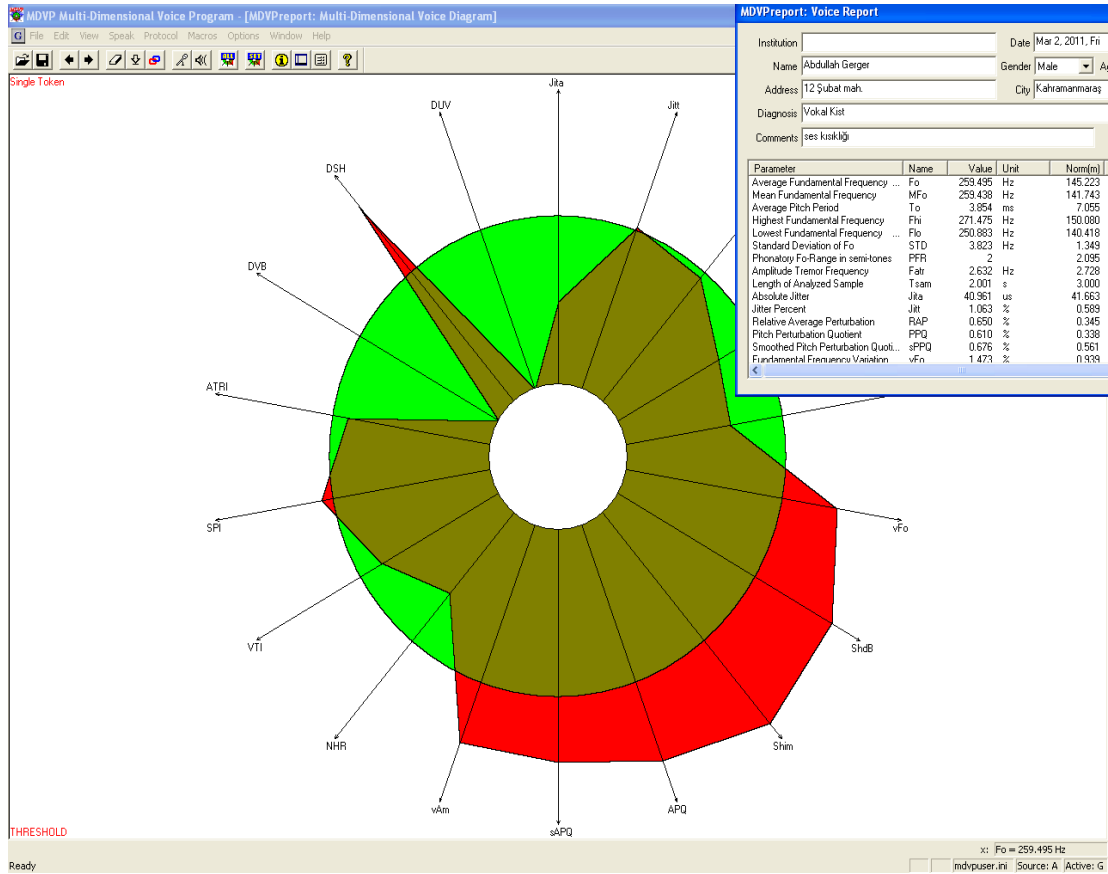 MDVP Multi-Dimensional Voice Program - [MDVPreport: Multi-Dimensional Voice Diagram]
G File Edit View Speak Protocol Macros Options Window Help
Single Token
THRESHOLD
Jita
Jitt
vFo
ShdB
Shim
APQ
sAPQ
vAm
NHR
VTI
SPI
ATRI
DVB
DSH
DUV
MDVPreport: Voice Report
Institution Date Mar 2, 2011, Fri
Name Abdullah Gerger Gender Male Ag
Address 12 Şubat mah. City Kahramanmaraş
Diagnosis Vokal Kist
Comments ses kısıklığı
Parameter Name Value Unit Norm(m)
Average Fundamental Frequency ... Fo 259.495 Hz 145.223
Mean Fundamental Frequency MFo 259.438 Hz 141.743
Average Pitch Period To 3.854 ms 7.055
Highest Fundamental Frequency Fhi 271.475 Hz 150.080
Lowest Fundamental Frequency ... Flo 250.883 Hz 140.418
Standard Deviation of Fo STD 3.823 Hz 1.349
Phonatory Fo-Range in semi-tones PFR 2 2.095
Amplitude Tremor Frequency Fatr 2.632 Hz 2.728
Length of Analyzed Sample Tsam 2.001 s 3.000
Absolute Jitter Jita 40.961 us 41.663
Jitter Percent Jitt 1.063 % 0.589
Relative Average Perturbation RAP 0.650 % 0.345
Pitch Perturbation Quotient PPQ 0.610 % 0.338
Smoothed Pitch Perturbation Quoti... sPPQ 0.676 % 0.561
Fundamental Frequency Variation vFo 1.473 % 0.939
x: Fo = 259.495 Hz
Ready mdvpuser.ini Source: A Active: G